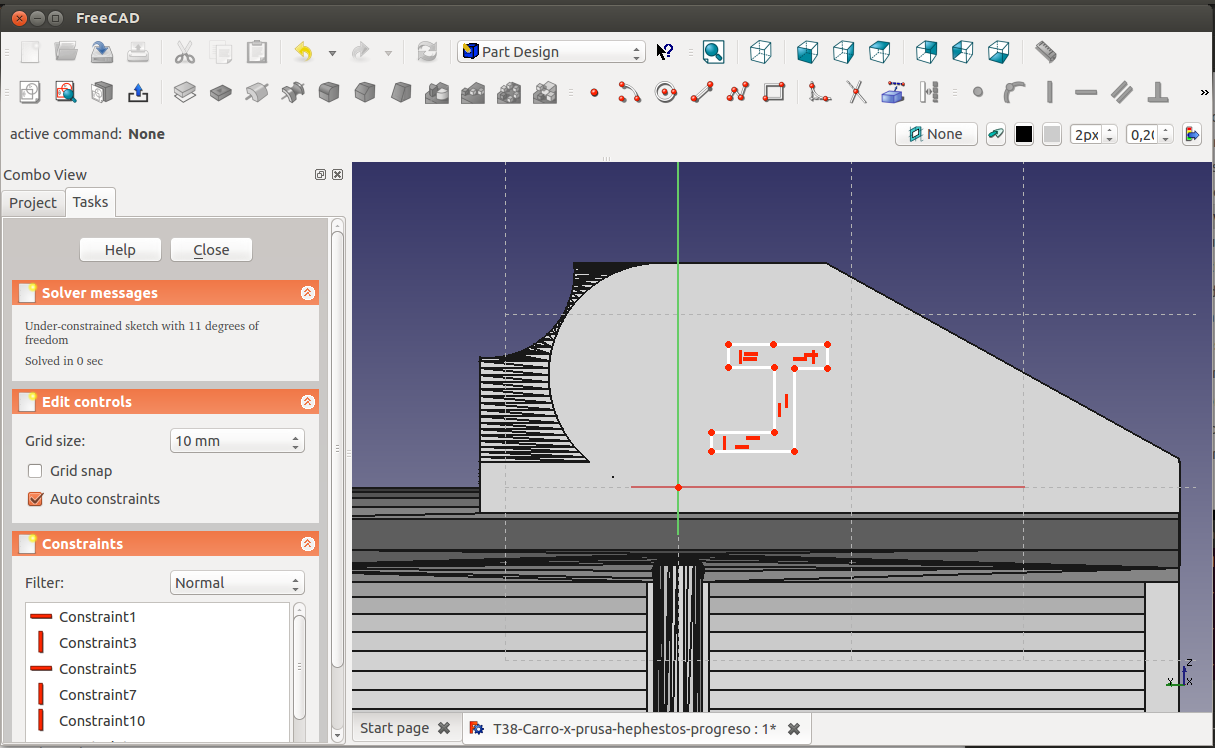 FreeCAD
Part Design
active command: None
None
2px
0,2(
Combo View
Project
Tasks
Help
Close
Solver messages
Under-constrained sketch with 11 degrees of
freedom
Solved in 0 sec
Edit controls
Grid size:
10 mm
Grid snap
Auto constraints
Constraints
Filter:
Normal
Constraint1
Constraint3
Constraint5
Constraint7
Constraint10
Z
Y
X
Start page
T38-Carro-x-prusa-hephestos-progreso : 1*